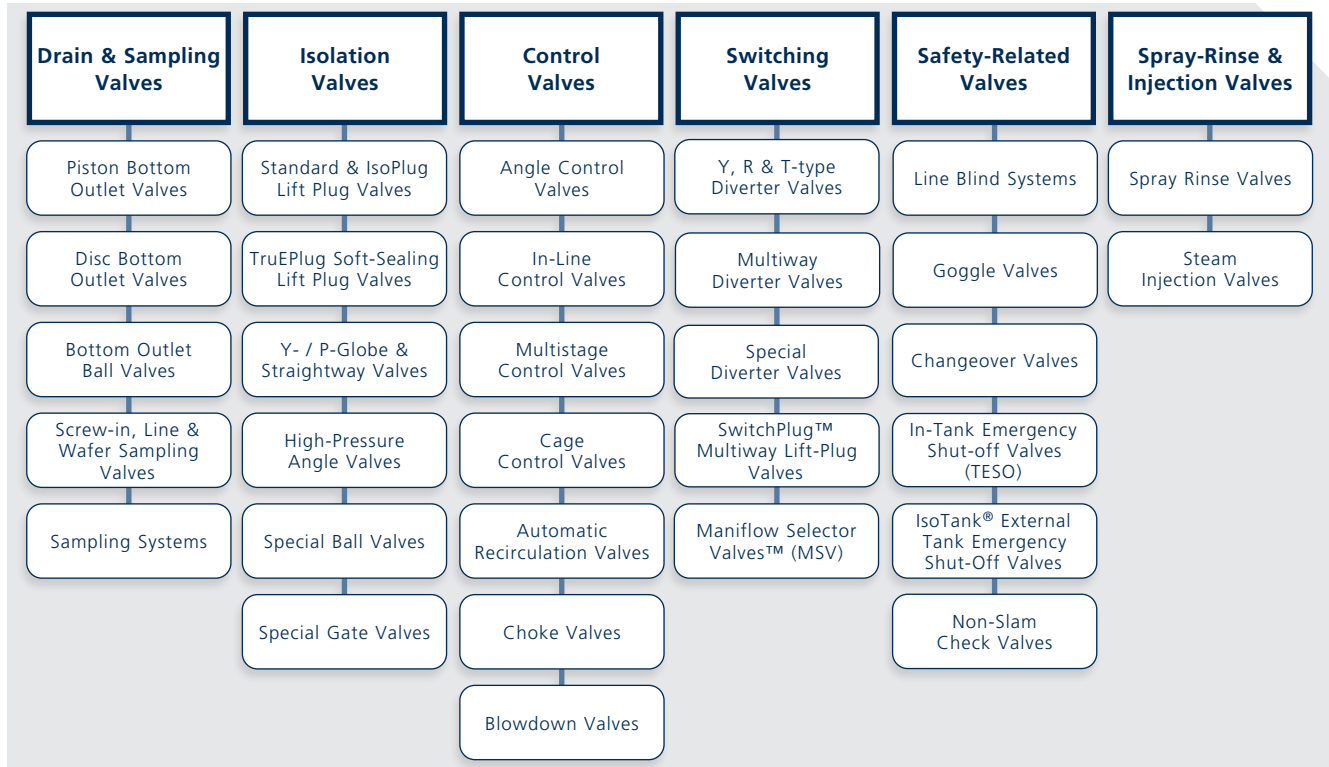 Drain & Sampling
Valves
Piston Bottom
Outlet Valves
Disc Bottom
Outlet Valves
Bottom Outlet
Ball Valves
Screw-in, Line &
Wafer Sampling
Valves
Sampling Systems
Isolation
Valves
Standard & IsoPlug
Lift Plug Valves
TruEPlug Soft-Sealing
Lift Plug Valves
Y- / P-Globe &
Straightway Valves
High-Pressure
Angle Valves
Special Ball Valves
Special Gate Valves
Control
Valves
Angle Control
Valves
In-Line
Control Valves
Multistage
Control Valves
Cage
Control Valves
Automatic
Recirculation Valves
Choke Valves
Blowdown Valves
Switching
Valves
Y, R & T-type
Diverter Valves
Multiway
Diverter Valves
Special
Diverter Valves
SwitchPlug™
Multiway Lift-Plug
Valves
Maniflow Selector
Valves™ (MSV)
Safety-Related
Valves
Line Blind Systems
Goggle Valves
Changeover Valves
In-Tank Emergency
Shut-off Valves
(TESO)
IsoTank® External
Tank Emergency
Shut-Off Valves
Non-Slam
Check Valves
Spray-Rinse &
Injection Valves
Spray Rinse Valves
Steam
Injection Valves